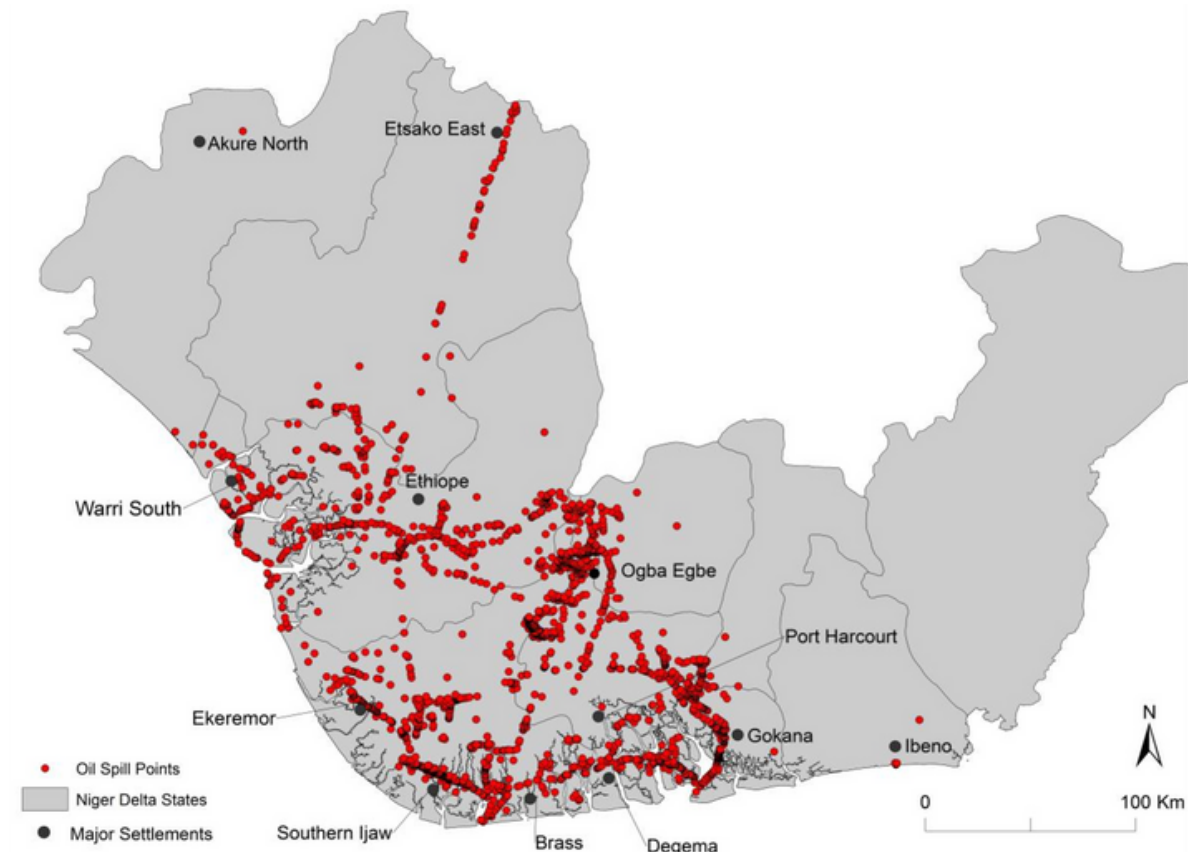 Akure North
Etsako East
Warri South
Ethiope
Ogba Egbe
Port Harcourt
Ekeremor
Gokana
Ibeno
N
Oil Spill Points
Niger Delta States
Major Settlements
0 100 Km
Southern Ijaw
Brass
Degema